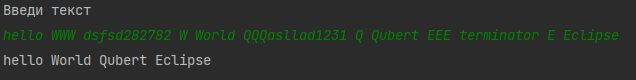 Введи текст
hello WWW dsfsd282782 W World QQQasllad1231 Q Qubert EEE terminator E Eclipse
hello World Qubert Eclipse